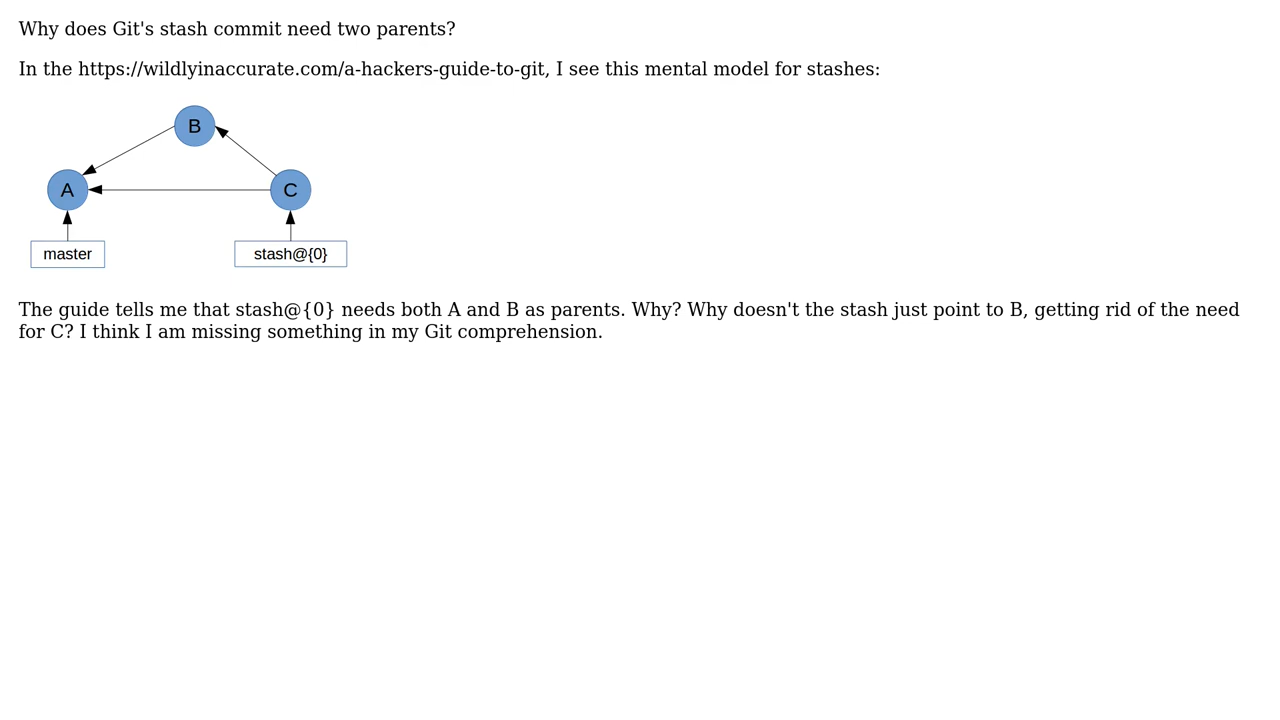 Why does Git's stash commit need two parents?
In the https://wildlyinaccurate.com/a-hackers-guide-to-git, I see this mental model for stashes:
B
A
C
master
stash@{0}
The guide tells me that stash@{0} needs both A and B as parents. Why? Why doesn't the stash just point to B, getting rid of the need
for C? I think I am missing something in my Git comprehension.